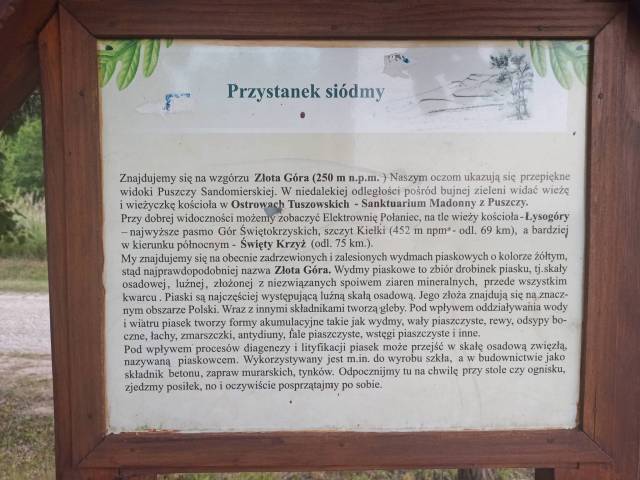 Przystanek siódmy
Znajdujemy się na wzgórzu Złota Góra (250 m n.p.m. ) Naszym oczom ukazują się przepiękne
widoki Puszczy Sandomierskiej. W niedalekiej odległości pośród bujnej zieleni widać wieżę
i wieżyczkę kościoła w Ostrowach Tuszowskich - Sanktuarium Madonny z Puszczy.
Przy dobrej widoczności możemy zobaczyć Elektrownię Połaniec, na tle wieży kościoła-Łysogóry
– najwyższe pasmo Gór Świętokrzyskich, szczyt Kiełki (452 m npm - odl. 69 km), a bardziej
w kierunku północnym - Święty Krzyż (odl. 75 km.).
My znajdujemy się na obecnie zadrzewionych i zalesionych wydmach piaskowych o kolorze żółtym,
stąd najprawdopodobniej nazwa Złota Góra. Wydmy piaskowe to zbiór drobinek piasku, tj.skały
osadowej, luźnej, złożonej z niezwiązanych spoiwem ziaren mineralnych, przede wszystkim
kwarcu . Piaski są najczęściej występującą luźną skałą osadową. Jego złoża znajdują się na znacz-
nym obszarze Polski. Wraz z innymi składnikami tworzą gleby. Pod wpływem oddziaływania wody
i wiatru piasek tworzy formy akumulacyjne takie jak wydmy, wały piaszczyste, rewy, odsypy bo-
czne, łachy, zmarszczki, antydiuny, fale piaszczyste, wstęgi piaszczyste i inne.
Pod wpływem procesów diagenezy i lityfikacji piasek może przejść w skałę osadową zwięzłą,
nazywaną piaskowcem. Wykorzystywany jest m.in. do wyrobu szkła, a w budownictwie jako
składnik betonu, zapraw murarskich, tynków. Odpocznijmy tu na chwilę przy stole czy ognisku,
zjedzmy posiłek, no i oczywiście posprzątajmy po sobie.